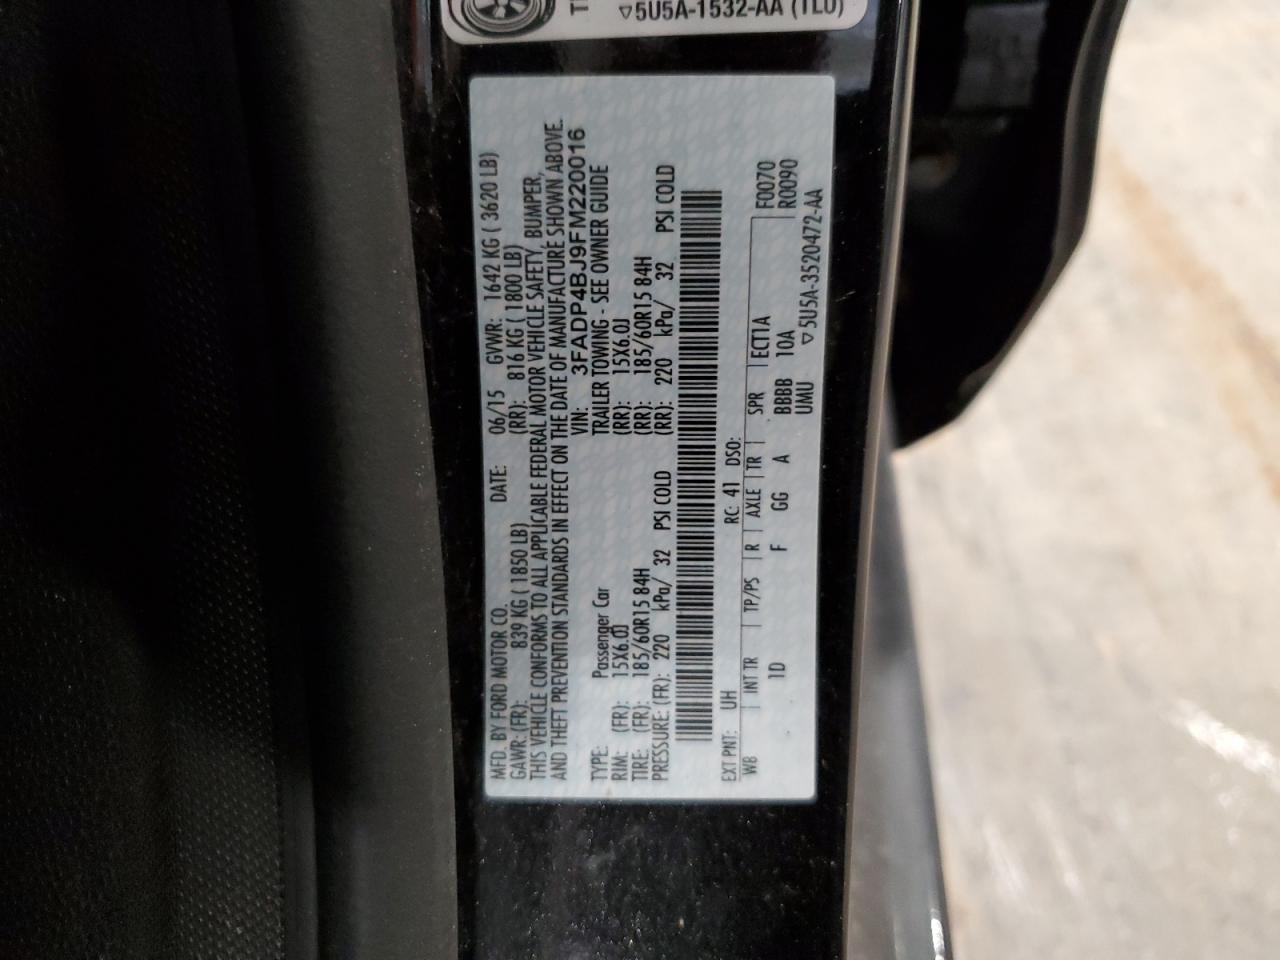 5U5A-1532-AA (TLU)
MFD. BY FORD MOTOR CO. DATE: 06/15 GVWR: 1642 KG ( 3620 LB)
GAWR: (FR): 839 KG ( 1850 LB) (RR): 816 KG ( 1800 LB)
THIS VEHICLE CONFORMS TO ALL APPLICABLE FEDERAL MOTOR VEHICLE SAFETY, BUMPER,
AND THEFT PREVENTION STANDARDS IN EFFECT ON THE DATE OF MANUFACTURE SHOWN ABOVE.
VIN: 3FADP4BJ9FM220016
TYPE: Passenger Car TRAILER TOWING - SEE OWNER GUIDE
RIM: (FR): 15X6.0J (RR): 15X6.0J
TIRE: (FR): 185/60R15 84H (RR): 185/60R15 84H
PRESSURE: (FR): 220 kPa/ 32 PSI COLD (RR): 220 kPa/ 32 PSI COLD
EXT PNT: UH RC: 41 DSO:
WB INT TR TP/PS R AXLE TR SPR ECT1A F0070
1D F GG A BBBB 10A R0090
UMU
5U5A-3520472-AA